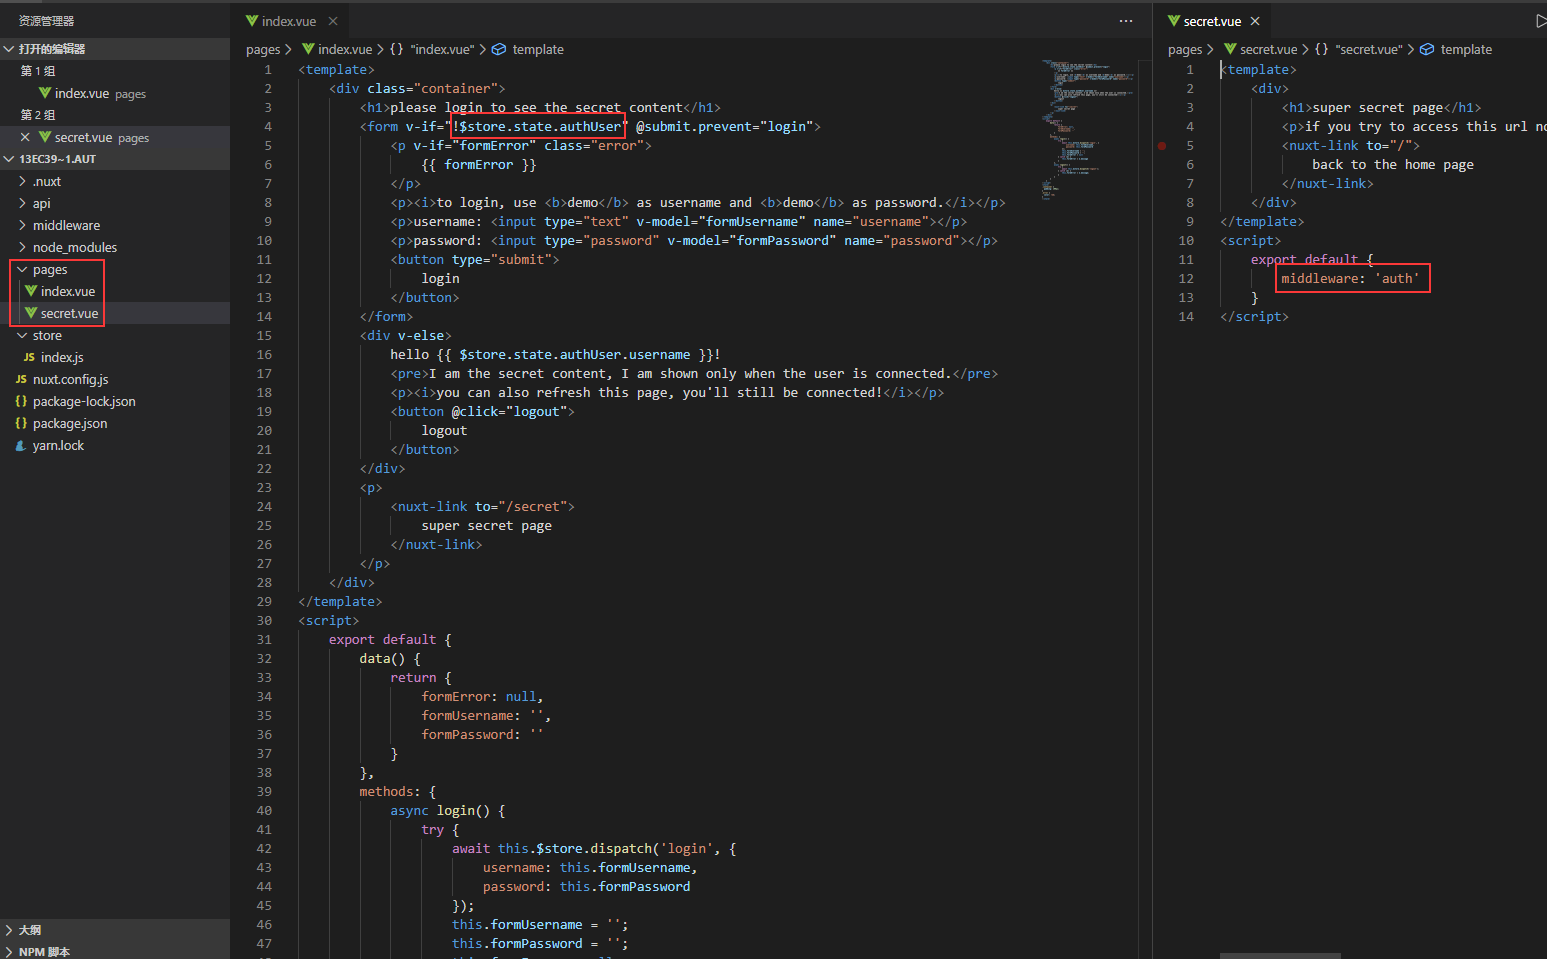 资源管理器
打开的编辑器
第 1 组
index.vue pages
第 2 组
secret.vue pages
13EC39~1.AUT
.nuxt
api
middleware
node_modules
pages
index.vue
secret.vue
store
JS index.js
JS nuxt.config.js
{} package-lock.json
{} package.json
yarn.lock
大纲
NPM 脚本
index.vue
pages > index.vue > {} "index.vue" > template
1 <template>
2 <div class="container">
3 <h1>please login to see the secret content</h1>
4 <form v-if="!$store.state.authUser" @submit.prevent="login">
5 <p v-if="formError" class="error">
6 {{ formError }}
7 </p>
8 <p><i>to login, use <b>demo</b> as username and <b>demo</b> as password.</i></p>
9 <p>username: <input type="text" v-model="formUsername" name="username"></p>
10 <p>password: <input type="password" v-model="formPassword" name="password"></p>
11 <button type="submit">
12 login
13 </button>
14 </form>
15 <div v-else>
16 hello {{ $store.state.authUser.username }}!
17 <pre>I am the secret content, I am shown only when the user is connected.</pre>
18 <p><i>you can also refresh this page, you'll still be connected!</i></p>
19 <button @click="logout">
20 logout
21 </button>
22 </div>
23 <p>
24 <nuxt-link to="/secret">
25 super secret page
26 </nuxt-link>
27 </p>
28 </div>
29 </template>
30 <script>
31 export default {
32 data() {
33 return {
34 formError: null,
35 formUsername: '',
36 formPassword: ''
37 }
38 },
39 methods: {
40 async login() {
41 try {
42 await this.$store.dispatch('login', {
43 username: this.formUsername,
44 password: this.formPassword
45 });
46 this.formUsername = '';
47 this.formPassword = '';
secret.vue
pages > secret.vue > {} "secret.vue" > template
1 <template>
2 <div>
3 <h1>super secret page</h1>
4 <p>if you try to access this url
5 <nuxt-link to="/">
6 back to the home page
7 </nuxt-link>
8 </div>
9 </template>
10 <script>
11 export default {
12 middleware: 'auth'
13 }
14 </script>